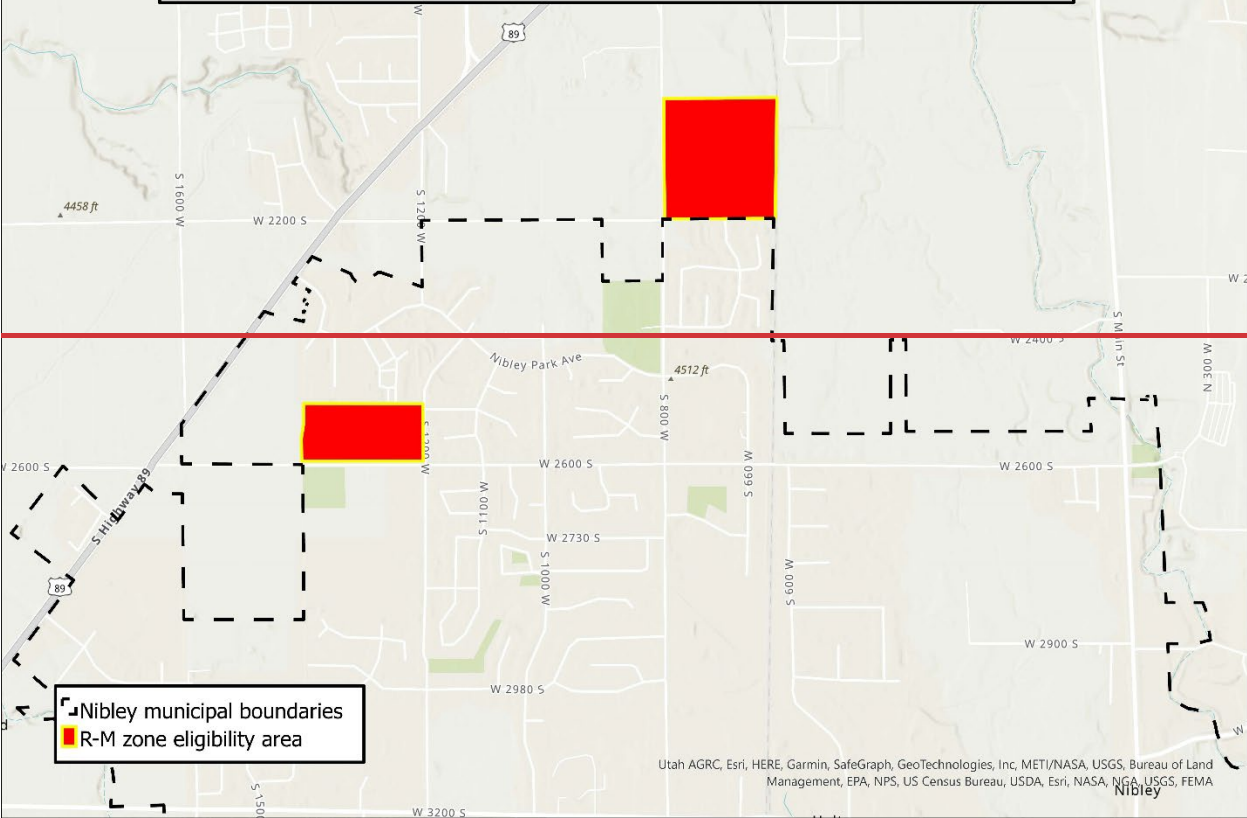 W
89
S 1600 W
4458 ft
W 2200 S
S 1200 W
W 2
W 2400 S
S Main St
N 300 W
Nibley Park Ave
4512 ft
S 800 W
S 1200 W
W 2600 S
W 2600 S
W 2600 S
S 660 W
S Highway 89
S 1100 W
W 2730 S
S 1000 W
S 600 W
89
W 2900 S
W 2980 S
Nibley municipal boundaries
R-M zone eligibility area
d
W
Utah AGRC, Esri, HERE, Garmin, SafeGraph, GeoTechnologies, Inc, METI/NASA, USGS, Bureau of Land
Management, EPA, NPS, US Census Bureau, USDA, Esri, NASA, NGA, USGS, FEMA
Nibley
S 1500
W 3200 S